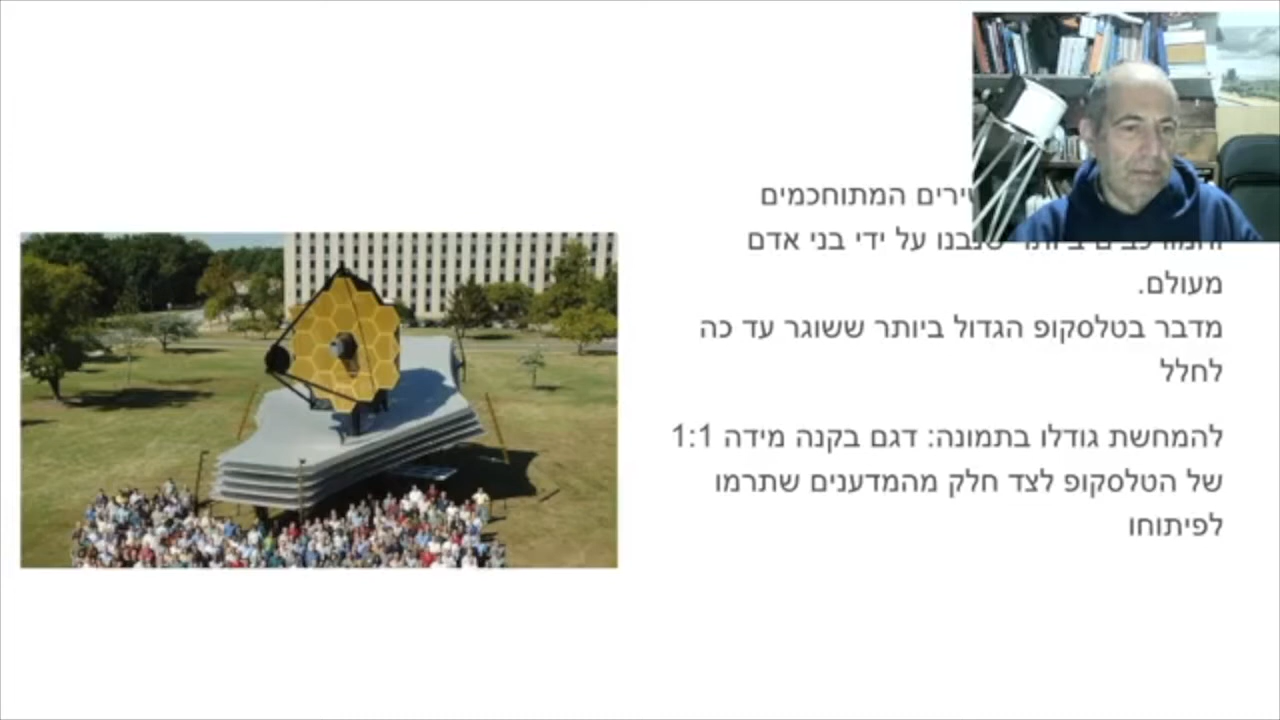 המתוחכמים
שנבנו על ידי בני אדם
מעולם.
מדבר בטלסקופ הגדול ביותר ששוגר עד כה
לחלל
להמחשת גודלו בתמונה: דגם בקנה מידה 1:1
של הטלסקופ לצד חלק מהמדענים שתרמו
לפיתוחו